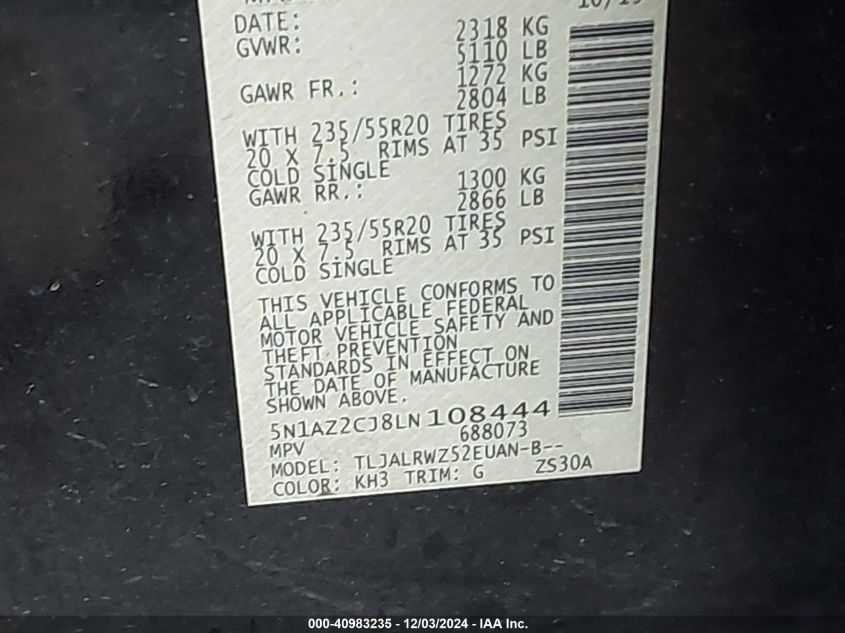 DATE: 10/19
GVWR: 2318 KG
5110 LB
GAWR FR.: 1272 KG
2804 LB
WITH 235/55R20 TIRES
20 X 7.5 RIMS AT 35 PSI
COLD SINGLE
GAWR RR.: 1300 KG
2866 LB
WITH 235/55R20 TIRES
20 X 7.5 RIMS AT 35 PSI
COLD SINGLE
THIS VEHICLE CONFORMS TO
ALL APPLICABLE FEDERAL
MOTOR VEHICLE SAFETY AND
THEFT PREVENTION
STANDARDS IN EFFECT ON
THE DATE OF MANUFACTURE
SHOWN ABOVE.
5N1AZ2CJ8LN108444
MPV 688073
MODEL: TLJALRWZ52EUAN-B--
COLOR: KH3 TRIM: G ZS30A
000-40983235 - 12/03/2024 - IAA Inc.